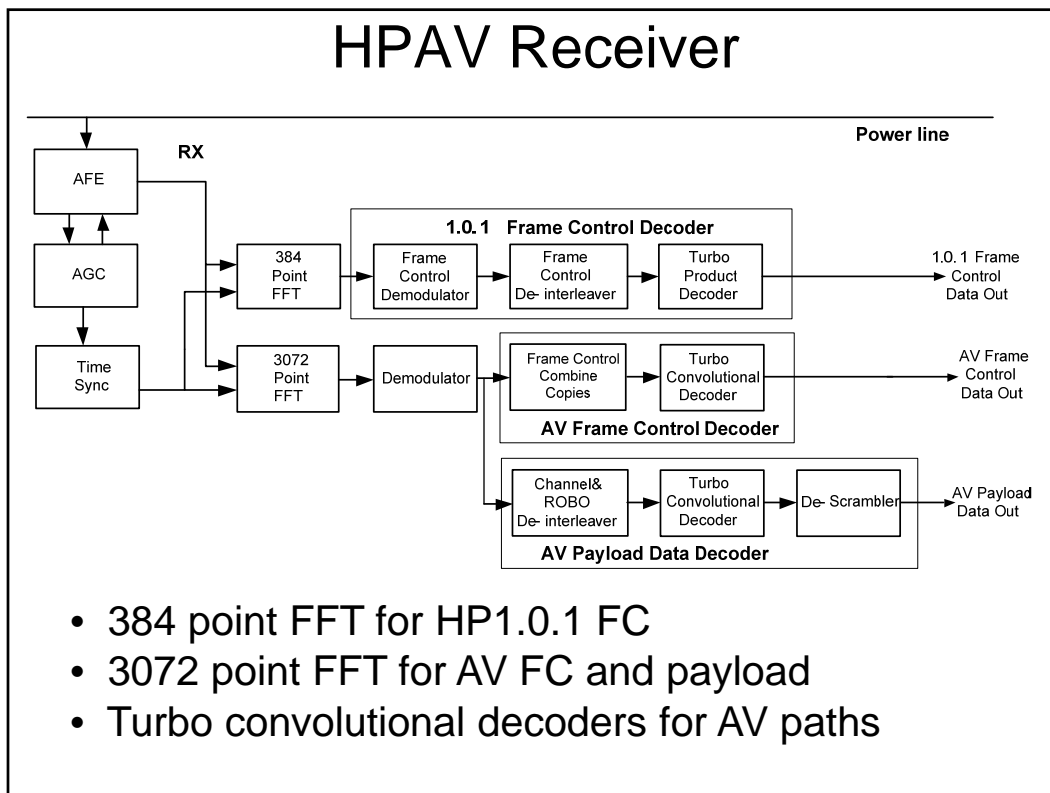 HPAV Receiver
Power line
RX
AFE
AGC
Time
Sync
384
Point
FFT
1.0.1 Frame Control Decoder
Frame
Control
Demodulator
Frame
Control
De-interleaver
Turbo
Product
Decoder
1.0.1 Frame
Control
Data Out
3072
Point
FFT
Demodulator
Frame Control
Combine
Copies
Turbo
Convolutional
Decoder
AV Frame Control Decoder
AV Frame
Control
Data Out
Channel&
ROBO
De-interleaver
Turbo
Convolutional
Decoder
De-Scrambler
AV Payload Data Decoder
AV Payload
Data Out
• 384 point FFT for HP1.0.1 FC
• 3072 point FFT for AV FC and payload
• Turbo convolutional decoders for AV paths